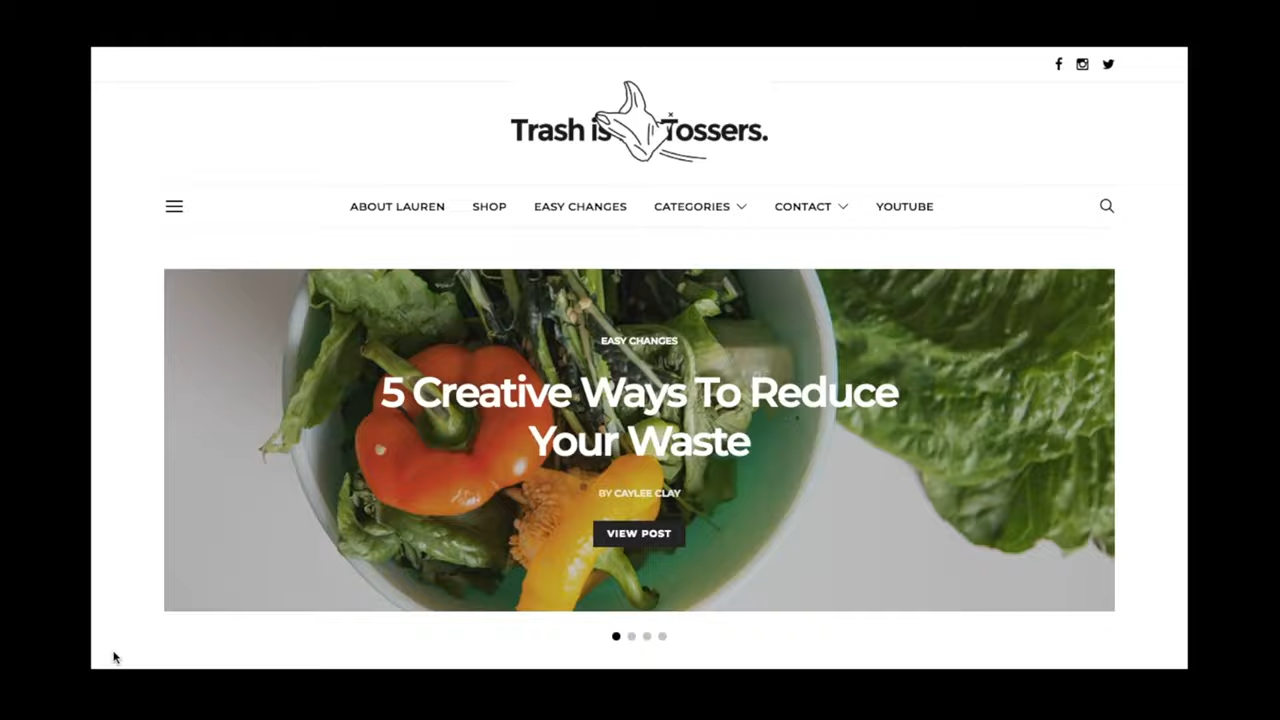 Trash is Tossers.
ABOUT LAUREN SHOP EASY CHANGES CATEGORIES CONTACT YOUTUBE
EASY CHANGES
5 Creative Ways To Reduce
Your Waste
BY CAYLEE CLAY
VIEW POST